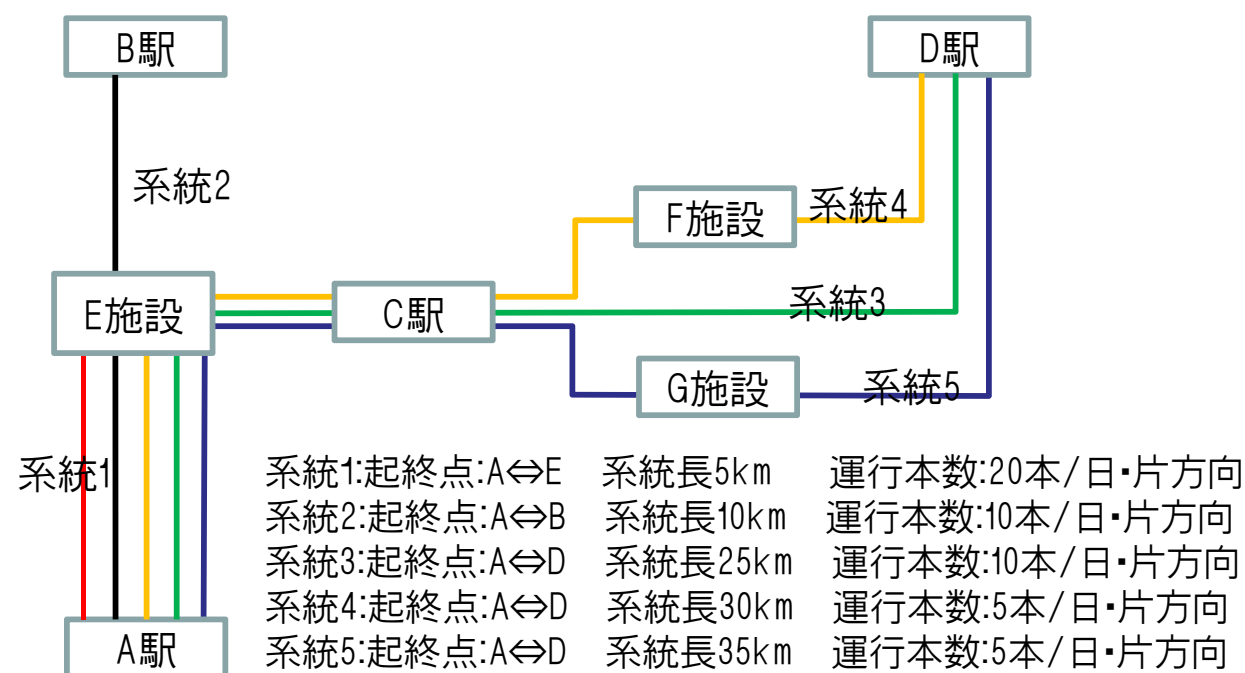 B駅
D駅
系統2
F施設
系統4
E施設
C駅
系統3
G施設
系統5
系統1
系統1:起終点:A⇔E 系統長5km 運行本数:20本/日・片方向
系統2:起終点:A⇔B 系統長10km 運行本数:10本/日・片方向
系統3:起終点:A⇔D 系統長25km 運行本数:10本/日・片方向
系統4:起終点:A⇔D 系統長30km 運行本数:5本/日・片方向
系統5:起終点:A⇔D 系統長35km 運行本数:5本/日・片方向
A駅